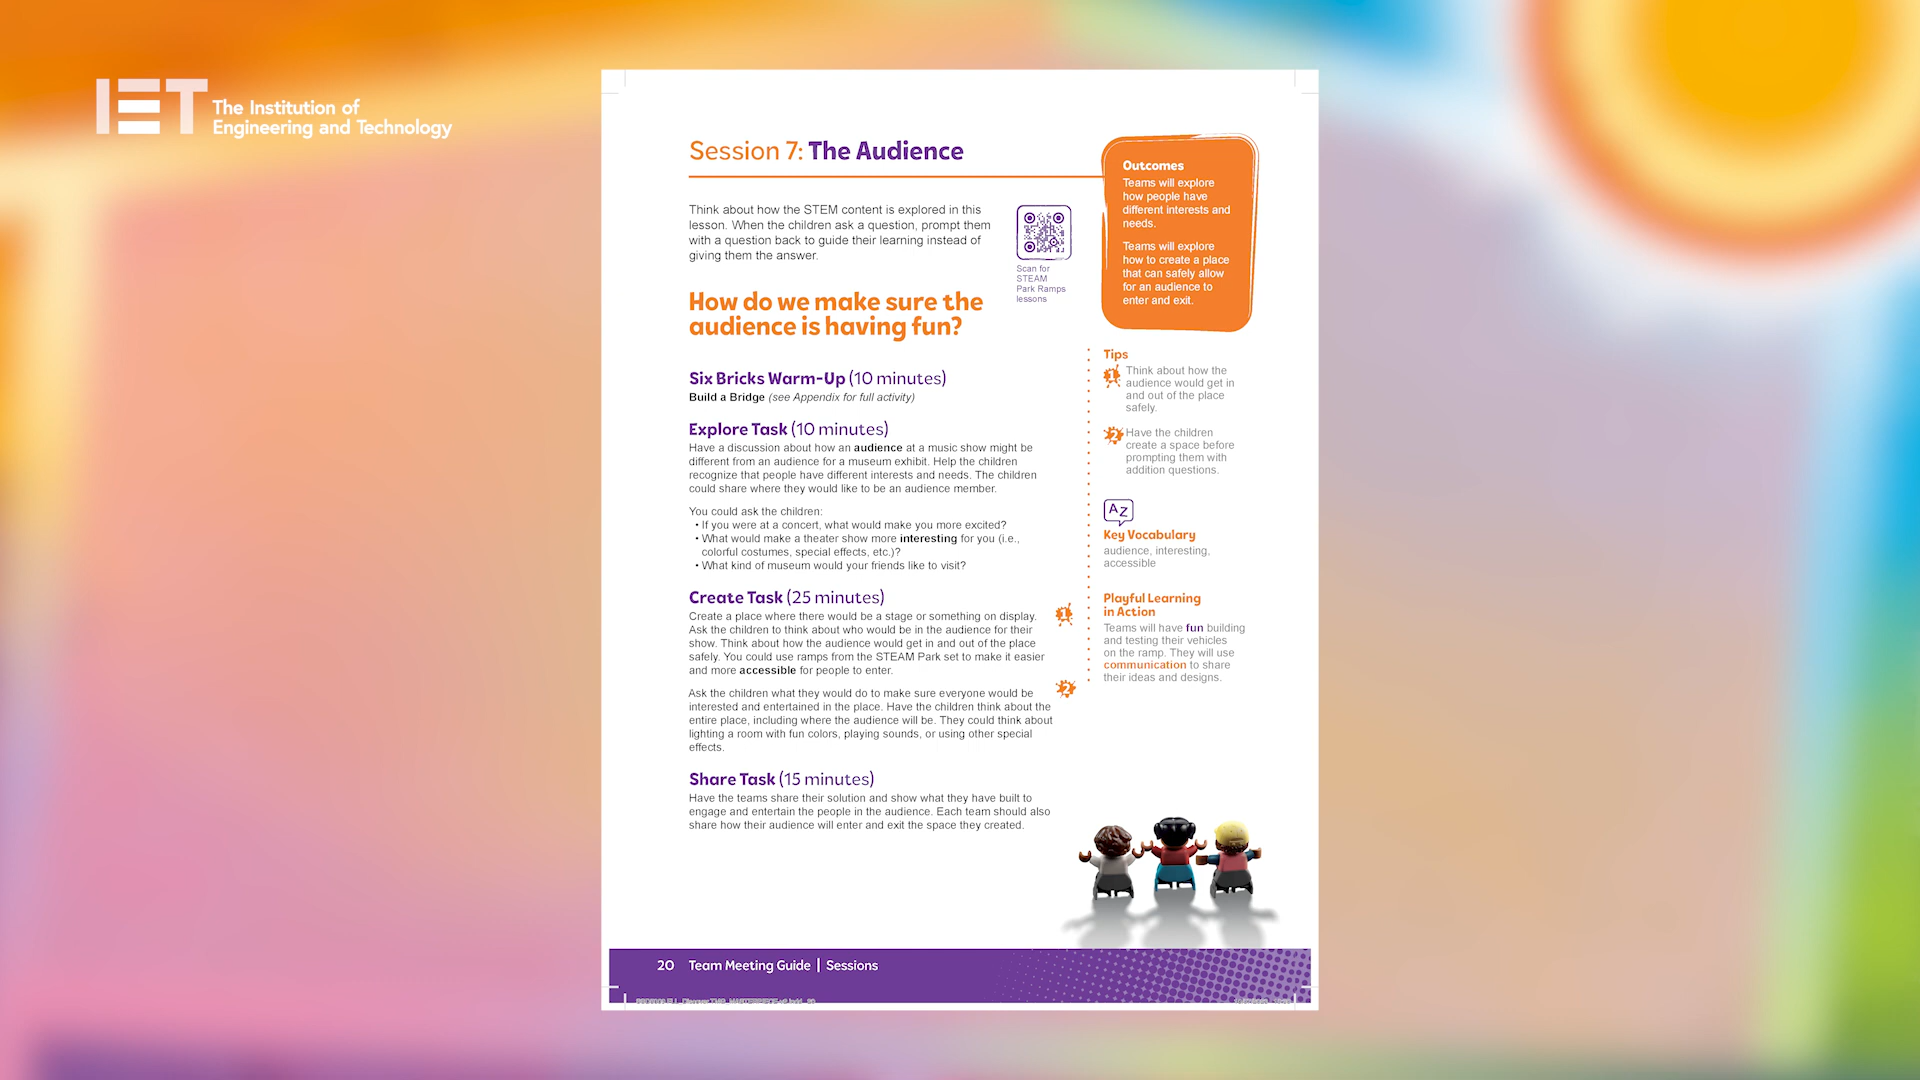 IET The Institution of
Engineering and Technology
Session 7: The Audience
Think about how the STEM content is explored in this
lesson. When the children ask a question, prompt them
with a question back to guide their learning instead of
giving them the answer.
Scan for
STEAM
Park Ramps
lessons
Outcomes
Teams will explore
how people have
different interests and
needs.
Teams will explore
how to create a place
that can safely allow
for an audience to
enter and exit.
How do we make sure the
audience is having fun?
Six Bricks Warm-Up (10 minutes)
Build a Bridge (see Appendix for full activity)
Explore Task (10 minutes)
Have a discussion about how an audience at a music show might be
different from an audience for a museum exhibit. Help the children
recognize that people have different interests and needs. The children
could share where they would like to be an audience member.
You could ask the children:
• If you were at a concert, what would make you more excited?
• What would make a theater show more interesting for you (i.e.,
colorful costumes, special effects, etc.)?
• What kind of museum would your friends like to visit?
Create Task (25 minutes)
Create a place where there would be a stage or something on display.
Ask the children to think about who would be in the audience for their
show. Think about how the audience would get in and out of the place
safely. You could use ramps from the STEAM Park set to make it easier
and more accessible for people to enter.
1
Ask the children what they would do to make sure everyone would be
interested and entertained in the place. Have the children think about the
entire place, including where the audience will be. They could think about
lighting a room with fun colors, playing sounds, or using other special
effects.
2
Share Task (15 minutes)
Have the teams share their solution and show what they have built to
engage and entertain the people in the audience. Each team should also
share how their audience will enter and exit the space they created.
Tips
1 Think about how the
audience would get in
and out of the place
safely.
2 Have the children
create a space before
prompting them with
addition questions.
AZ
Key Vocabulary
audience, interesting,
accessible
Playful Learning
in Action
Teams will have fun building
and testing their vehicles
on the ramp. They will use
communication to share
their ideas and designs.
20 Team Meeting Guide | Sessions